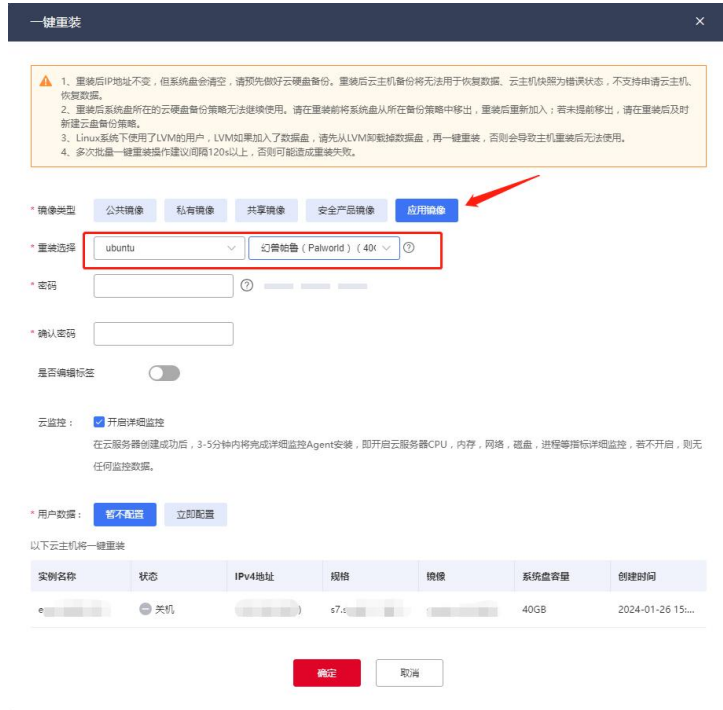 一键重装
1、重装后IP地址不变，但系统盘会清空，请预先做好云硬盘备份。重装后云主机备份将无法用于恢复数据、云主机快照为错误状态，不支持申请云主机、
恢复数据。
2、重装后系统盘所在的云硬盘备份策略无法继续使用。请在重装前将系统盘从所在备份策略中移出，重装后重新加入；若未提前移出，请在重装后及时
新建云盘备份策略。
3、Linux系统下使用了LVM的用户，LVM如果加入了数据盘，请先从LVM卸载掉数据盘，再一键重装，否则会导致主机重装后无法使用。
4、多次批量一键重装操作建议间隔120s以上，否则可能造成重装失败。
* 镜像类型 公共镜像 私有镜像 共享镜像 安全产品镜像 应用镜像
* 重装选择 ubuntu 幻兽帕鲁（Palworld）（40
* 密码
* 确认密码
是否编辑标签
云监控： 开启详细监控
在云服务器创建成功后，3-5分钟内将完成详细监控Agent安装，即开启云服务器CPU，内存，网络，磁盘，进程等指标详细监控，若不开启，则无
任何监控数据。
* 用户数据： 暂不配置 立即配置
以下云主机将一键重装
实例名称 状态 IPv4地址 规格 镜像 系统盘容量 创建时间
e 关机 s7. 40GB 2024-01-26 15:...
确定 取消